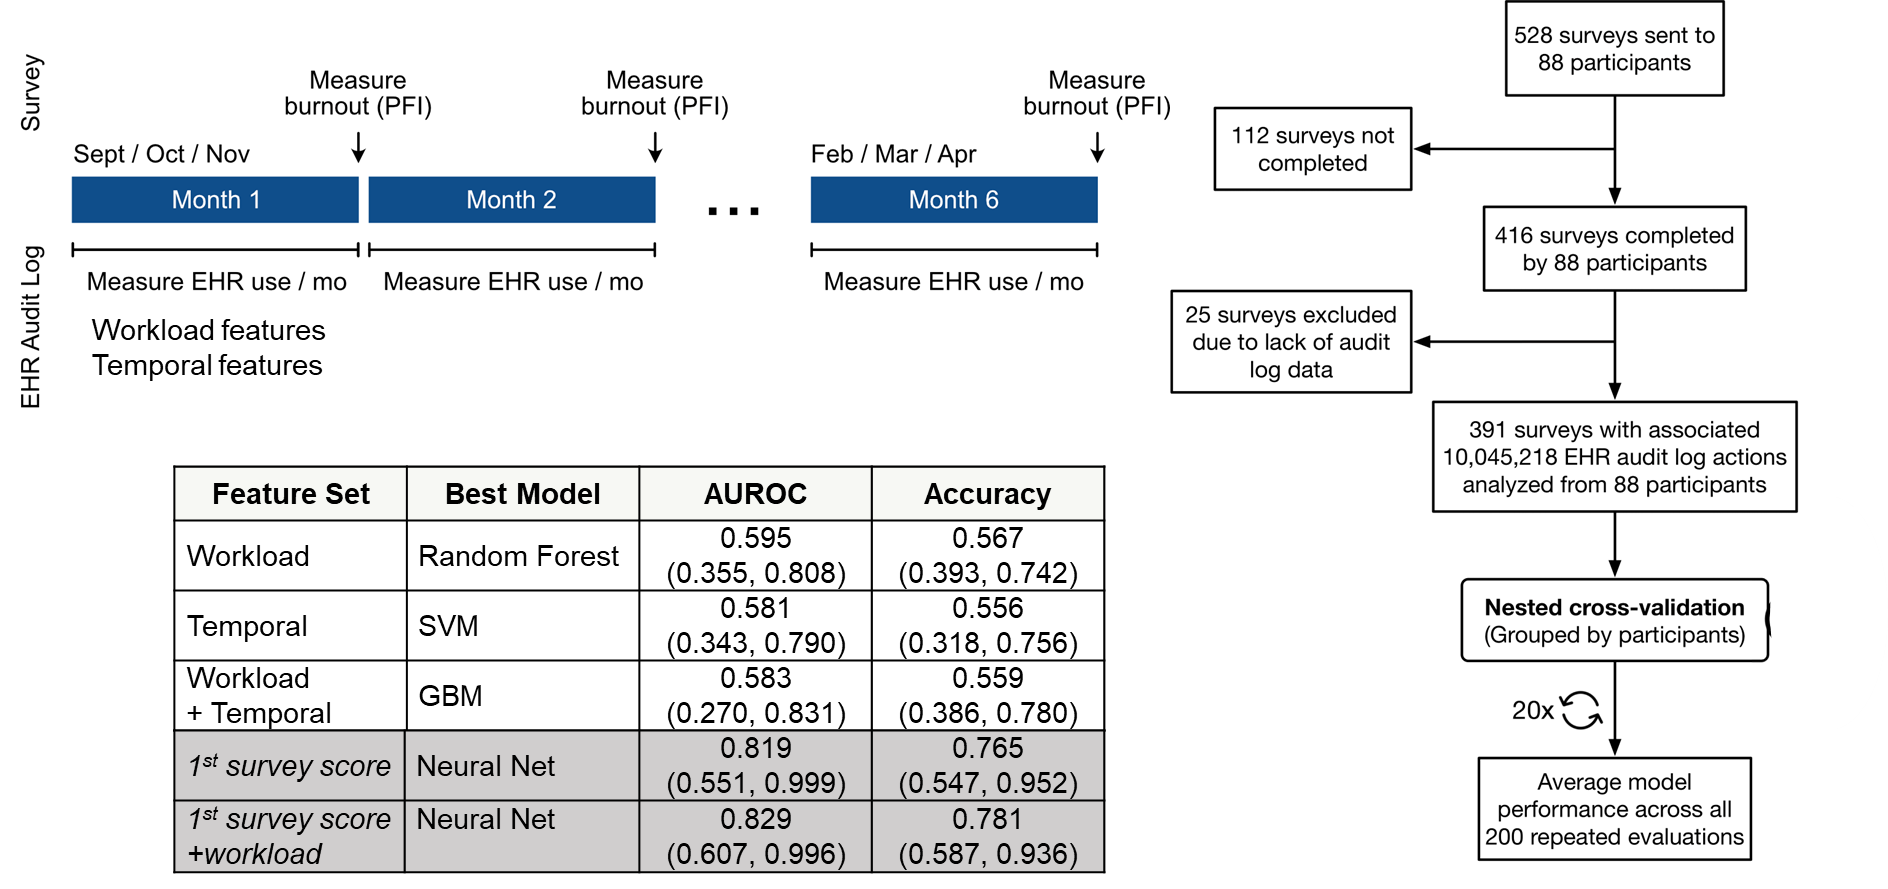 Survey
Measure
burnout (PFI)
Measure
burnout (PFI)
Measure
burnout (PFI)
Sept / Oct / Nov
Feb / Mar / Apr
Month 1
Month 2
...
Month 6
EHR Audit Log
Measure EHR use / mo
Measure EHR use / mo
Measure EHR use / mo
Workload features
Temporal features
Feature Set Best Model AUROC Accuracy
Workload Random Forest 0.595 (0.355, 0.808) 0.567 (0.393, 0.742)
Temporal SVM 0.581 (0.343, 0.790) 0.556 (0.318, 0.756)
Workload + Temporal GBM 0.583 (0.270, 0.831) 0.559 (0.386, 0.780)
1st survey score Neural Net 0.819 (0.551, 0.999) 0.765 (0.547, 0.952)
1st survey score +workload Neural Net 0.829 (0.607, 0.996) 0.781 (0.587, 0.936)
528 surveys sent to
88 participants
112 surveys not
completed
416 surveys completed
by 88 participants
25 surveys excluded
due to lack of audit
log data
391 surveys with associated
10,045,218 EHR audit log actions
analyzed from 88 participants
Nested cross-validation
(Grouped by participants)
20x
Average model
performance across all
200 repeated evaluations